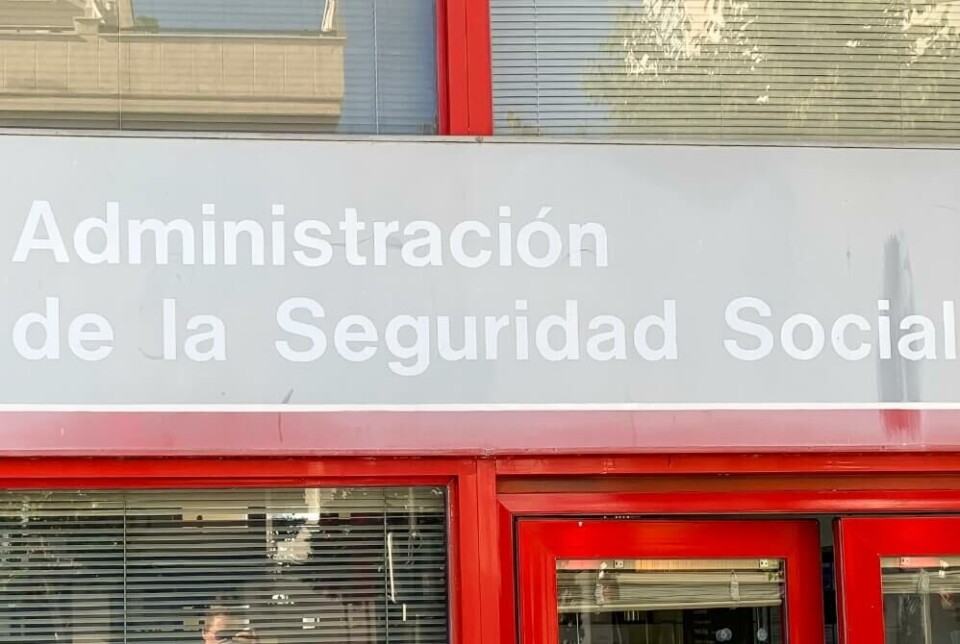 Administración
de la Seguridad Social